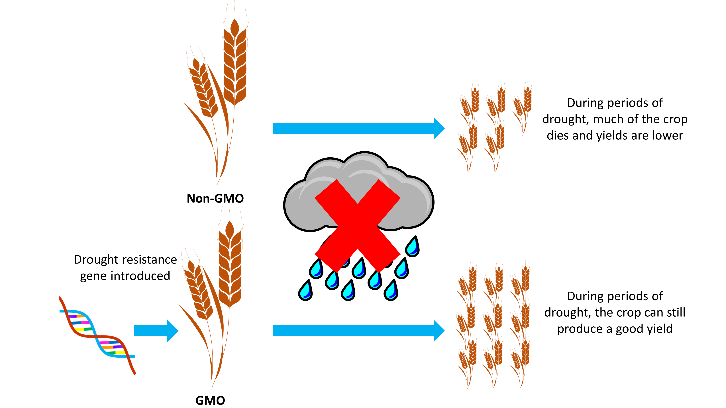 During periods of
drought, much of the crop
dies and yields are lower
Non-GMO
Drought resistance
gene introduced
During periods of
drought, the crop can still
produce a good yield
GMO